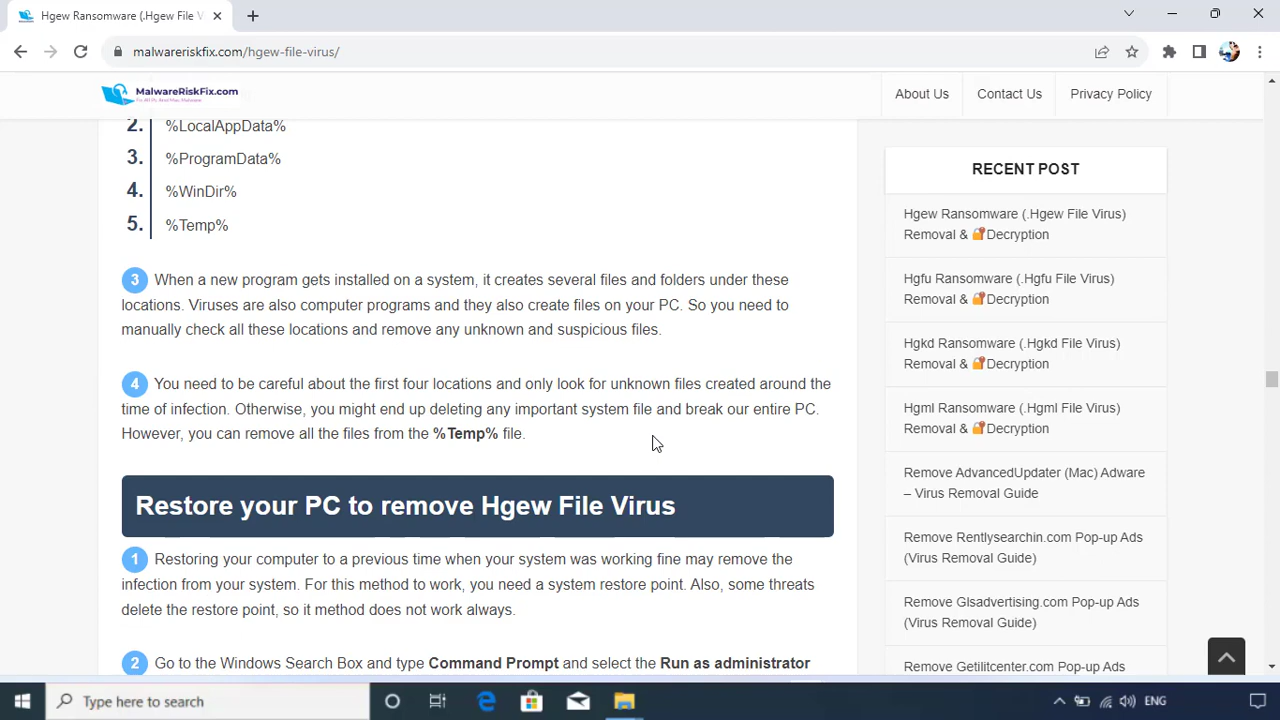 Hgew Ransomware (.Hgew File V
malwareriskfix.com/hgew-file-virus/
MalwareRiskFix.com
About Us
Contact Us
Privacy Policy
2. %LocalAppData%
3. %ProgramData%
4. %WinDir%
5. %Temp%
3 When a new program gets installed on a system, it creates several files and folders under these
locations. Viruses are also computer programs and they also create files on your PC. So you need to
manually check all these locations and remove any unknown and suspicious files.
4 You need to be careful about the first four locations and only look for unknown files created around the
time of infection. Otherwise, you might end up deleting any important system file and break our entire PC.
However, you can remove all the files from the %Temp% file.
Restore your PC to remove Hgew File Virus
1 Restoring your computer to a previous time when your system was working fine may remove the
infection from your system. For this method to work, you need a system restore point. Also, some threats
delete the restore point, so it method does not work always.
2 Go to the Windows Search Box and type Command Prompt and select the Run as administrator
RECENT POST
Hgew Ransomware (.Hgew File Virus)
Removal & 🔐Decryption
Hgfu Ransomware (.Hgfu File Virus)
Removal & 🔐Decryption
Hgkd Ransomware (.Hgkd File Virus)
Removal & 🔐Decryption
Hgml Ransomware (.Hgml File Virus)
Removal & 🔐Decryption
Remove AdvancedUpdater (Mac) Adware
– Virus Removal Guide
Remove Rentlysearchin.com Pop-up Ads
(Virus Removal Guide)
Remove Glsadvertising.com Pop-up Ads
(Virus Removal Guide)
Remove Getilitcenter.com Pop-up Ads
Type here to search
ENG